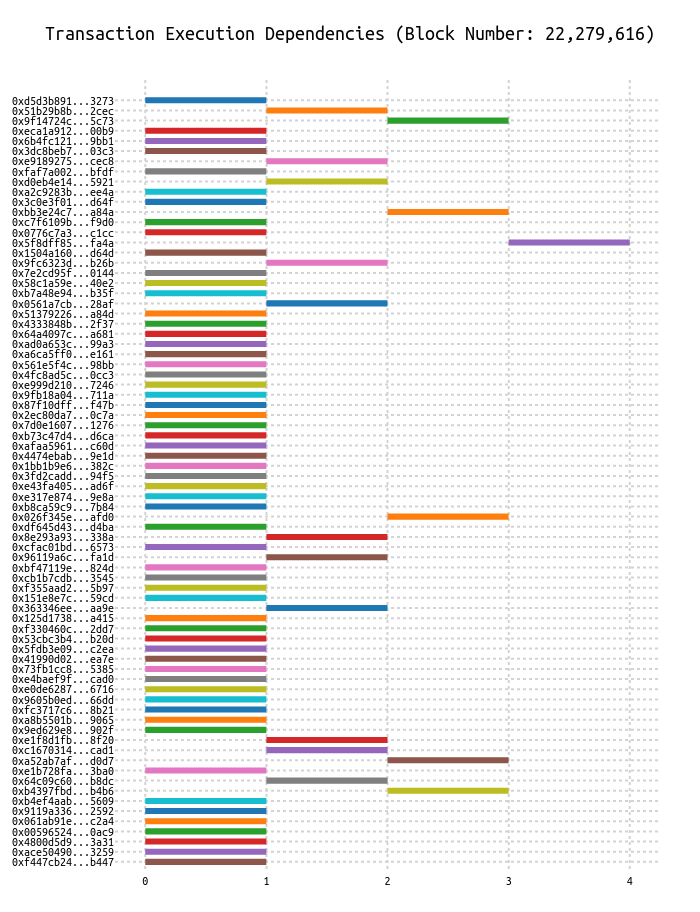 Transaction Execution Dependencies (Block Number: 22,279,616)
0xd5d3b891...3273
0x51b29b8b...2cec
0x9f14724c...5c73
0xeca1a912...00b9
0x6b4fc121...9bb1
0x3dc8beb7...03c3
0xe9189275...cec8
0xfaf7a002...bfdf
0xd0eb4e14...5921
0xa2c9283b...ee4a
0x3c0e3f01...d64f
0xbb3e24c7...a84a
0xc7f6109b...f9d0
0x0776c7a3...c1cc
0x5f8dff85...fa4a
0x1504a160...d64d
0x9fc6323d...b26b
0x7e2cd95f...0144
0x58c1a59e...40e2
0xb7a48e94...b35f
0x0561a7cb...28af
0x51379226...a84d
0x4333848b...2f37
0x64a4097c...a681
0xad0a653c...99a3
0xa6ca5ff0...e161
0x561e5f4c...98bb
0x4fc8ad5c...0cc3
0xe999d210...7246
0x9fb18a04...711a
0x87f10dff...f47b
0x2ec80da7...0c7a
0x7d0e1607...1276
0xb73c47d4...d6ca
0xafaa5961...c60d
0x4474ebab...9e1d
0x1bb1b9e6...382c
0x3fd2cadd...94f5
0xe43fa405...ad6f
0xe317e874...9e8a
0xb8ca59c9...7b84
0x026f345e...afd0
0xdf645d43...d4ba
0x8e293a93...338a
0xcfac01bd...6573
0x96119a6c...fa1d
0xbf47119e...824d
0xcb1b7cdb...3545
0xf355aad2...5b97
0x151e8e7c...59cd
0x363346ee...aa9e
0x125d1738...a415
0xf330460c...2dd7
0x53cbc3b4...b20d
0x5fdb3e09...c2ea
0x41990d02...ea7e
0x73fb1cc8...5385
0xe4baef9f...cad0
0xe0de6287...6716
0x9605b0ed...66dd
0xfc3717c6...8b21
0xa8b5501b...9065
0x9ed629e8...902f
0xe1f8d1fb...8f20
0xc1670314...cad1
0xa52ab7af...d0d7
0xe1b728fa...3ba0
0x64c09c60...b8dc
0xb4397fbd...b4b6
0xb4ef4aab...5609
0x9119a336...2592
0x061ab91e...c2a4
0x00596524...0ac9
0x4800d5d9...3a31
0xace50490...3259
0xf447cb24...b447
0 1 2 3 4